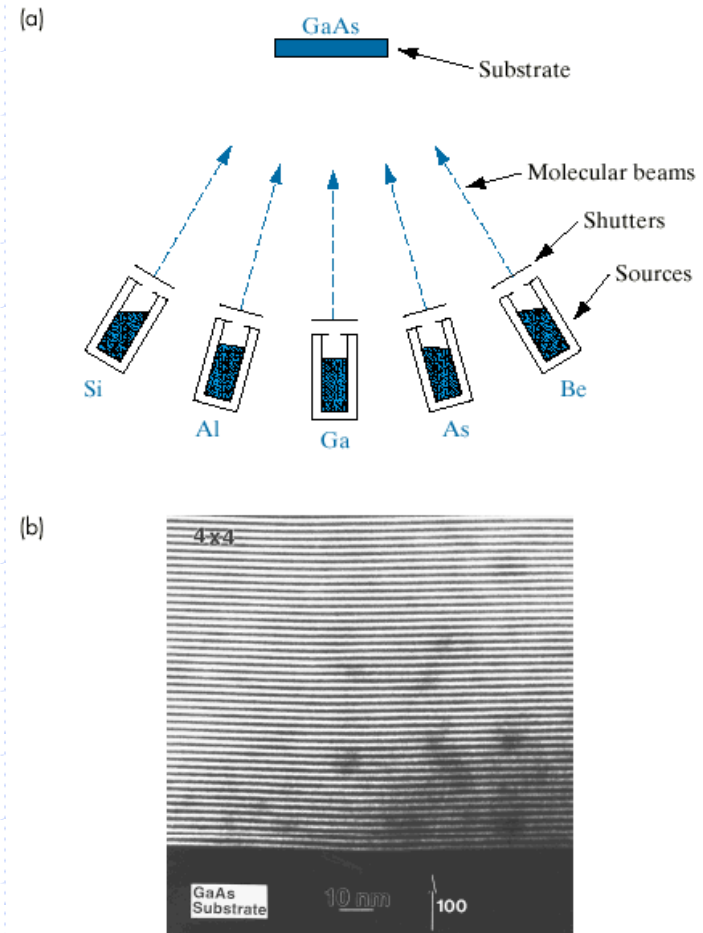 (a)
GaAs
Substrate
Molecular beams
Shutters
Sources
Si
Al
Ga
As
Be
(b)
4x4
GaAs
Substrate
10 nm
100